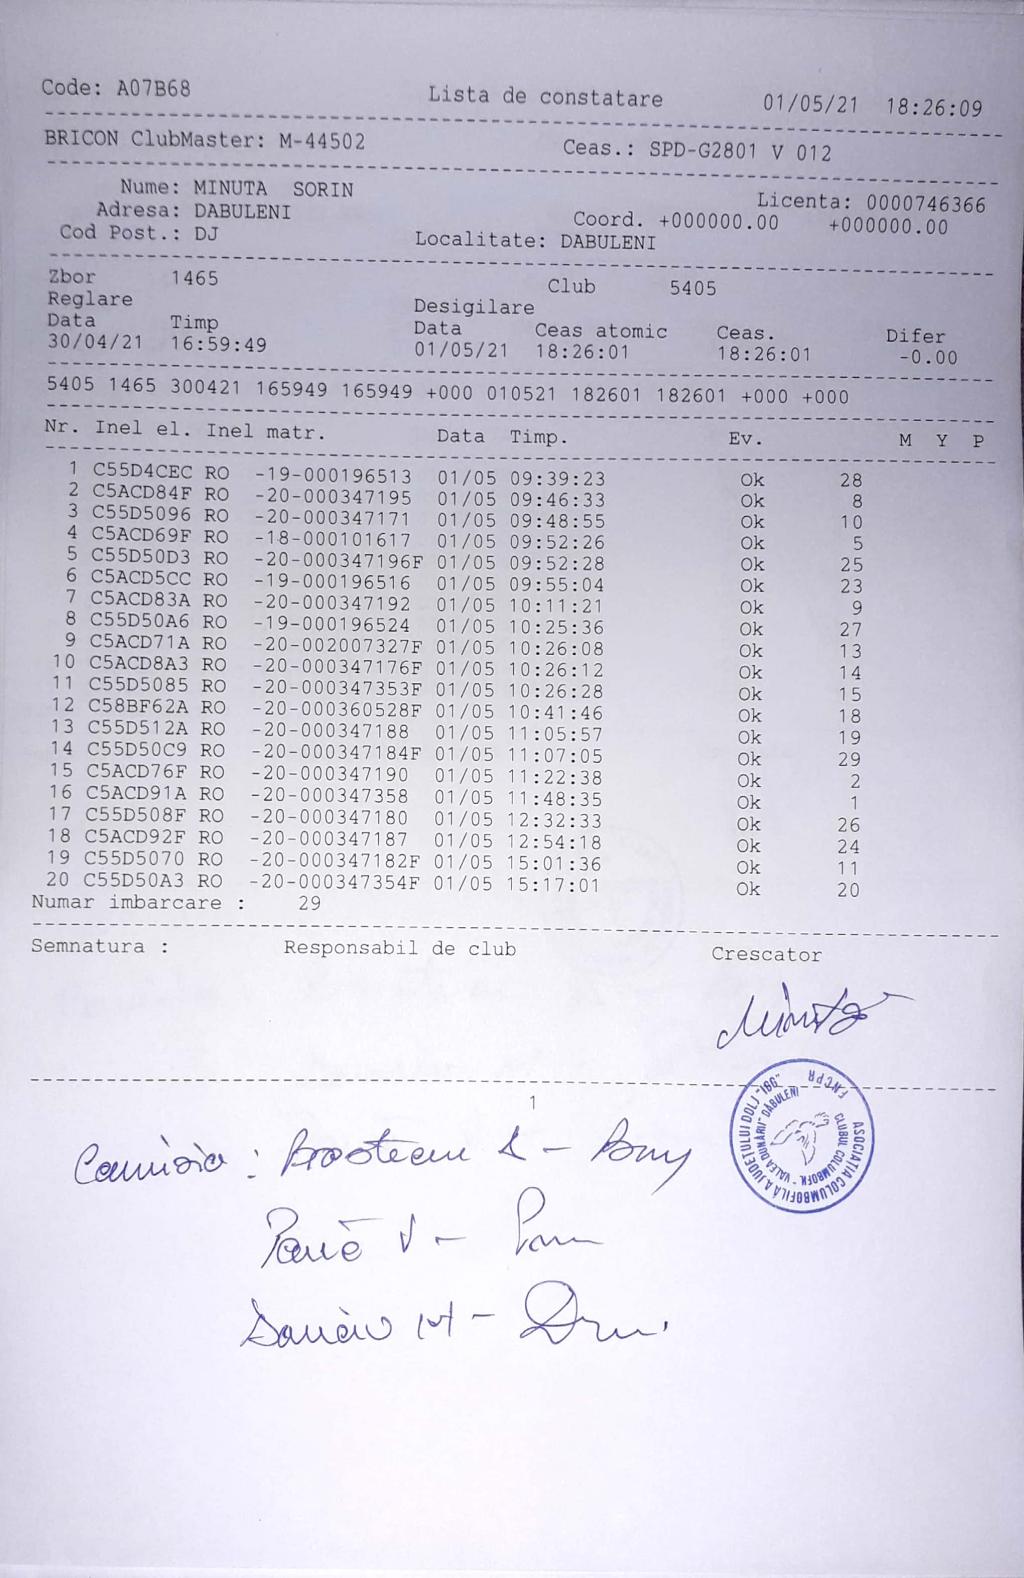 Code: A07B68 Lista de constatare 01/05/21 18:26:09
BRICON ClubMaster: M-44502 Ceas.: SPD-G2801 V 012
Nume: MINUTA SORIN Licenta: 0000746366
Adresa: DABULENI Coord. +000000.00 +000000.00
Cod Post.: DJ Localitate: DABULENI
Zbor 1465 Club 5405
Reglare Desigilare
Data Timp Data Ceas atomic Ceas. Difer
30/04/21 16:59:49 01/05/21 18:26:01 18:26:01 -0.00
5405 1465 300421 165949 165949 +000 010521 182601 182601 +000 +000
Nr. Inel el. Inel matr. Data Timp. Ev. M Y P
1 C55D4CEC RO -19-000196513 01/05 09:39:23 Ok 28
2 C5ACD84F RO -20-000347195 01/05 09:46:33 Ok 8
3 C55D5096 RO -20-000347171 01/05 09:48:55 Ok 10
4 C5ACD69F RO -18-000101617 01/05 09:52:26 Ok 5
5 C55D50D3 RO -20-000347196F 01/05 09:52:28 Ok 25
6 C5ACD5CC RO -19-000196516 01/05 09:55:04 Ok 23
7 C5ACD83A RO -20-000347192 01/05 10:11:21 Ok 9
8 C55D50A6 RO -19-000196524 01/05 10:25:36 Ok 27
9 C5ACD71A RO -20-002007327F 01/05 10:26:08 Ok 13
10 C5ACD8A3 RO -20-000347176F 01/05 10:26:12 Ok 14
11 C55D5085 RO -20-000347353F 01/05 10:26:28 Ok 15
12 C58BF62A RO -20-000360528F 01/05 10:41:46 Ok 18
13 C55D512A RO -20-000347188 01/05 11:05:57 Ok 19
14 C55D50C9 RO -20-000347184F 01/05 11:07:05 Ok 29
15 C5ACD76F RO -20-000347190 01/05 11:22:38 Ok 2
16 C5ACD91A RO -20-000347358 01/05 11:48:35 Ok 1
17 C55D508F RO -20-000347180 01/05 12:32:33 Ok 26
18 C5ACD92F RO -20-000347187 01/05 12:54:18 Ok 24
19 C55D5070 RO -20-000347182F 01/05 15:01:36 Ok 11
20 C55D50A3 RO -20-000347354F 01/05 15:17:01 Ok 20
Numar imbarcare : 29
Semnatura : Responsabil de club Crescator
1
ASOCIAȚIA COLUMBOFILĂ A JUDEȚULUI DOLJ "IBG" FNCPR
CLUBUL COLUMBOFIL - "VALEA DUNĂRII" DĂBULENI